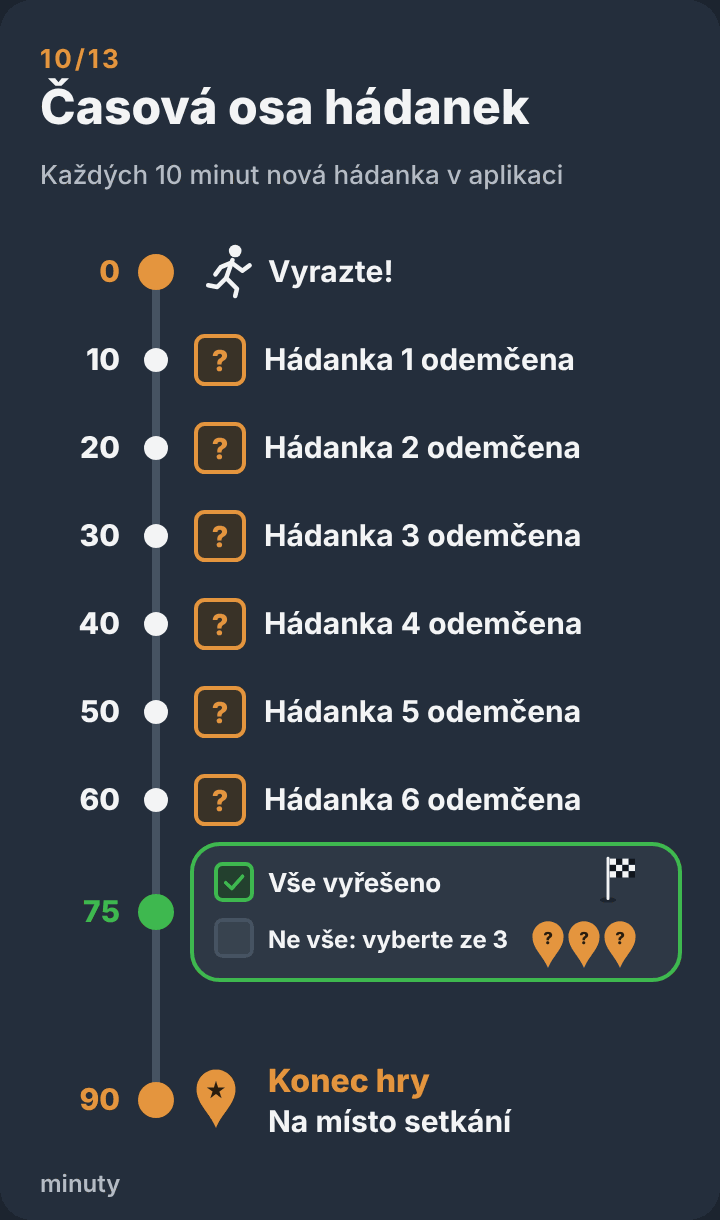 10/13
Časová osa hádanek
Každých 10 minut nová hádanka v aplikaci
0 Vyrazte!
10 ? Hádanka 1 odemčena
20 ? Hádanka 2 odemčena
30 ? Hádanka 3 odemčena
40 ? Hádanka 4 odemčena
50 ? Hádanka 5 odemčena
60 ? Hádanka 6 odemčena
Vše vyřešeno
75
Ne vše: vyberte ze 3 ? ? ?
Konec hry
90
Na místo setkání
minuty